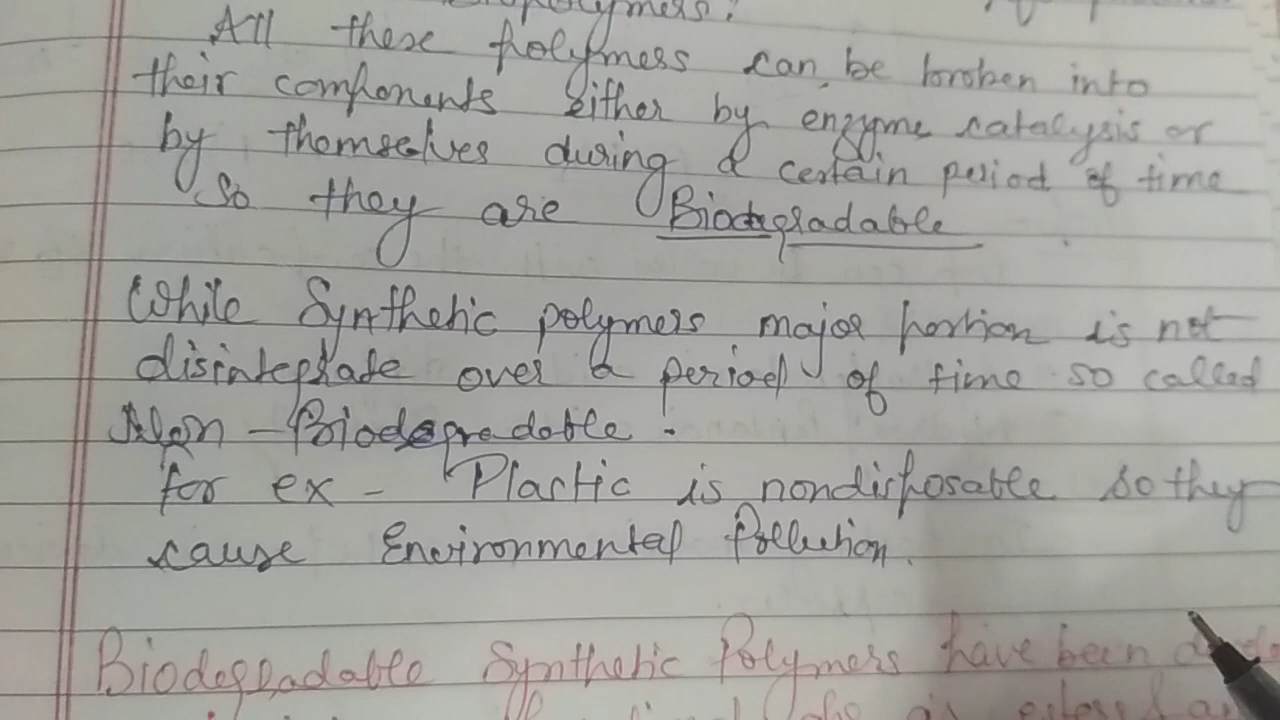 All these polymers can be broken into
their components either by enzyme catalysis or
by themselves during a certain period of time
So they are Biodegradable
While Synthetic polymers major portion is not
disintegrate over a period of time so called
Non - Biodegradable.
for ex - Plastic is nondisposable so they
cause Environmental Pollution.
Biodegradable Synthetic Polymers have been